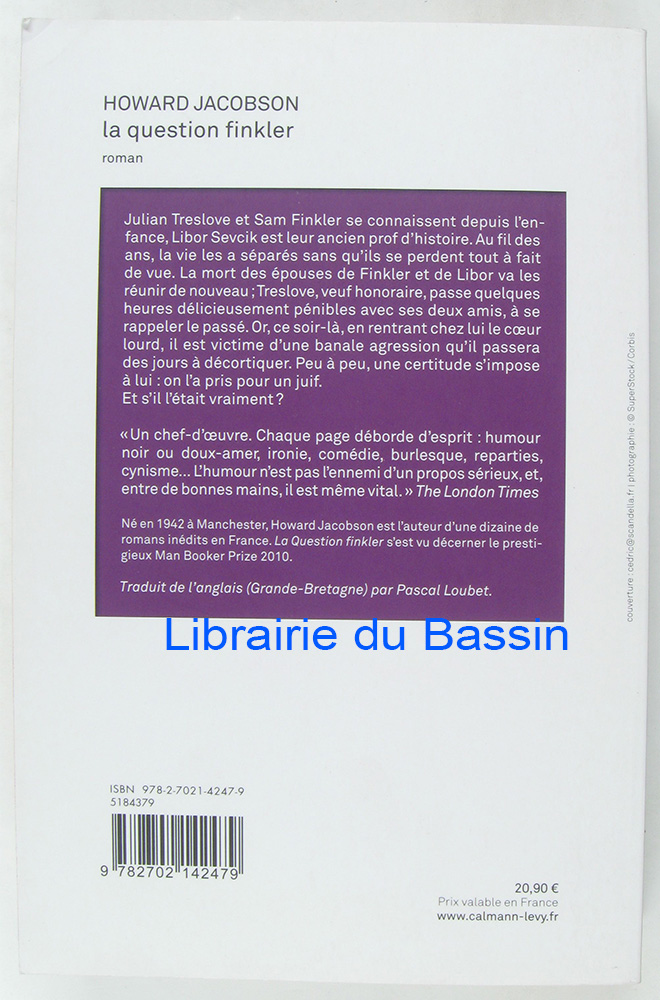 HOWARD JACOBSON
la question finkler
roman
Julian Treslove et Sam Finkler se connaissent depuis l'en-
fance, Libor Sevcik est leur ancien prof d'histoire. Au fil des
ans, la vie les a séparés sans qu'ils se perdent tout à fait
de vue. La mort des épouses de Finkler et de Libor va les
réunir de nouveau ; Treslove, veuf honoraire, passe quelques
heures délicieusement pénibles avec ses deux amis, à se
rappeler le passé. Or, ce soir-là, en rentrant chez lui le cœur
lourd, il est victime d'une banale agression qu'il passera
des jours à décortiquer. Peu à peu, une certitude s'impose
à lui : on l'a pris pour un juif.
Et s'il l'était vraiment ?
« Un chef-d'œuvre. Chaque page déborde d'esprit : humour
noir ou doux-amer, ironie, comédie, burlesque, reparties,
cynisme... L'humour n'est pas l'ennemi d'un propos sérieux, et,
entre de bonnes mains, il est même vital. » The London Times
Né en 1942 à Manchester, Howard Jacobson est l'auteur d'une dizaine de
romans inédits en France. La Question finkler s'est vu décerner le presti-
gieux Man Booker Prize 2010.
Traduit de l'anglais (Grande-Bretagne) par Pascal Loubet.
couverture : cedric@scandella.fr | photographie : © SuperStock / Corbis
Librairie du Bassin
ISBN 978-2-7021-4247-9
5184379
9 782702 142479
20,90 €
Prix valable en France
www.calmann-levy.fr